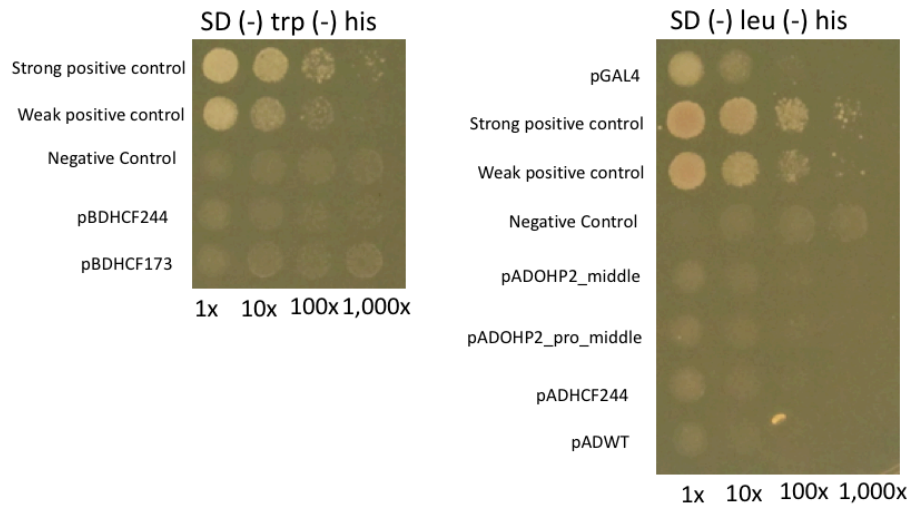 SD (-) trp (-) his
Strong positive control
Weak positive control
Negative Control
pBDHCF244
pBDHCF173
1x 10x 100x 1,000x
SD (-) leu (-) his
pGAL4
Strong positive control
Weak positive control
Negative Control
pADOHP2_middle
pADOHP2_pro_middle
pADHCF244
pADWT
1x 10x 100x 1,000x